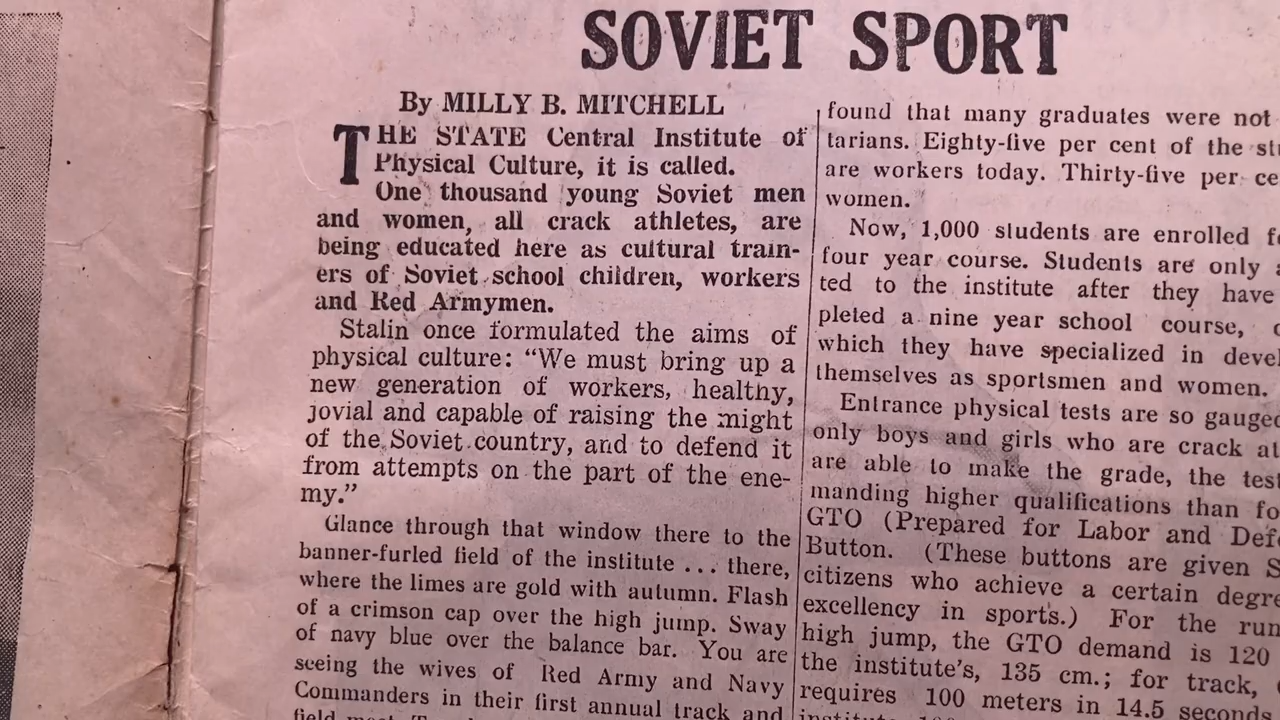 SOVIET SPORT
By MILLY B. MITCHELL
THE STATE Central Institute of
Physical Culture, it is called.
One thousand young Soviet men
and women, all crack athletes, are
being educated here as cultural train-
ers of Soviet school children, workers
and Red Armymen.
Stalin once formulated the aims of
physical culture: “We must bring up a
new generation of workers, healthy,
jovial and capable of raising the might
of the Soviet country, and to defend it
from attempts on the part of the ene-
my.”
Glance through that window there to the
banner-furled field of the institute ... there,
where the limes are gold with autumn. Flash
of a crimson cap over the high jump. Sway
of navy blue over the balance bar. You are
seeing the wives of Red Army and Navy
Commanders in their first annual track and
found that many graduates were not
tarians. Eighty-five per cent of the
are workers today. Thirty-five per
women.
Now, 1,000 students are enrolled
four year course. Students are only
ted to the institute after they have
pleted a nine year school course,
which they have specialized in
themselves as sportsmen and women.
Entrance physical tests are so gauged
only boys and girls who are crack
are able to make the grade, the
manding higher qualifications than
GTO (Prepared for Labor and
Button. (These buttons are given
citizens who achieve a certain
excellency in sports.) For the
high jump, the GTO demand is 120
the institute's, 135 cm.; for track,
requires 100 meters in 14.5 seconds